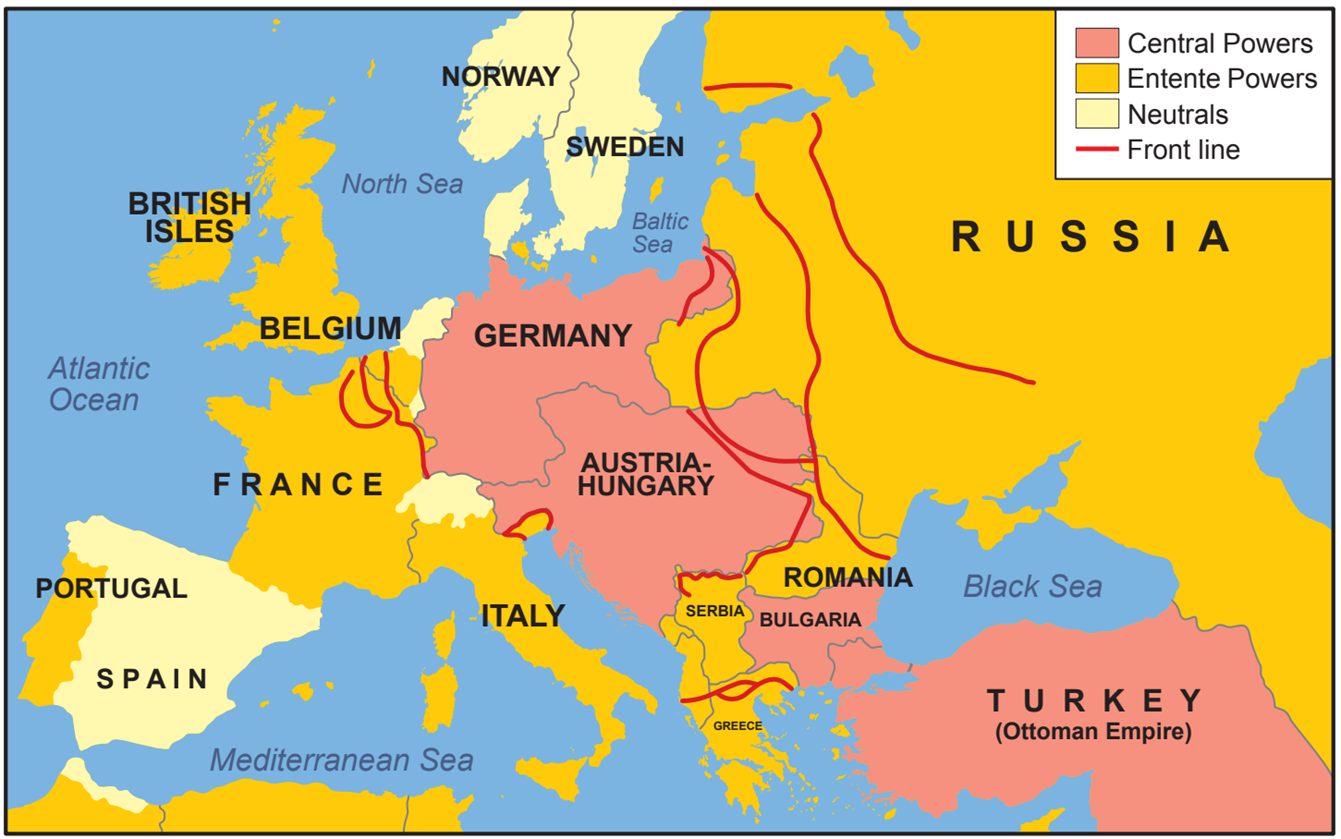 Central Powers
Entente Powers
Neutrals
Front line
NORWAY
SWEDEN
North Sea
BRITISH
ISLES
Baltic
Sea
R U S S I A
BELGIUM
GERMANY
Atlantic
Ocean
AUSTRIA-
HUNGARY
F R A N C E
ROMANIA
Black Sea
PORTUGAL
ITALY
SERBIA
BULGARIA
S P A I N
T U R K E Y
(Ottoman Empire)
GREECE
Mediterranean Sea